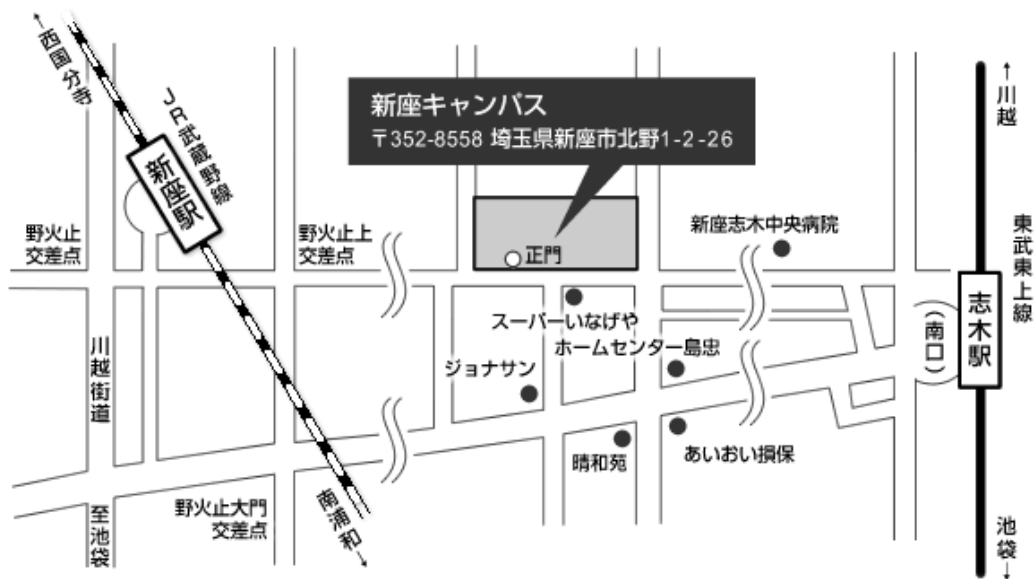 ↑西国分寺
JR武蔵野線
新座駅
新座キャンパス
〒352-8558 埼玉県新座市北野1-2-26
↑川越
東武東上線
野火止
交差点
野火止上
交差点
正門
新座志木中央病院
志木駅
(南口)
スーパーいなげや
ホームセンター島忠
ジョナサン
川越街道
晴和苑
あいおい損保
野火止大門
交差点
至池袋
南浦和→
池袋→